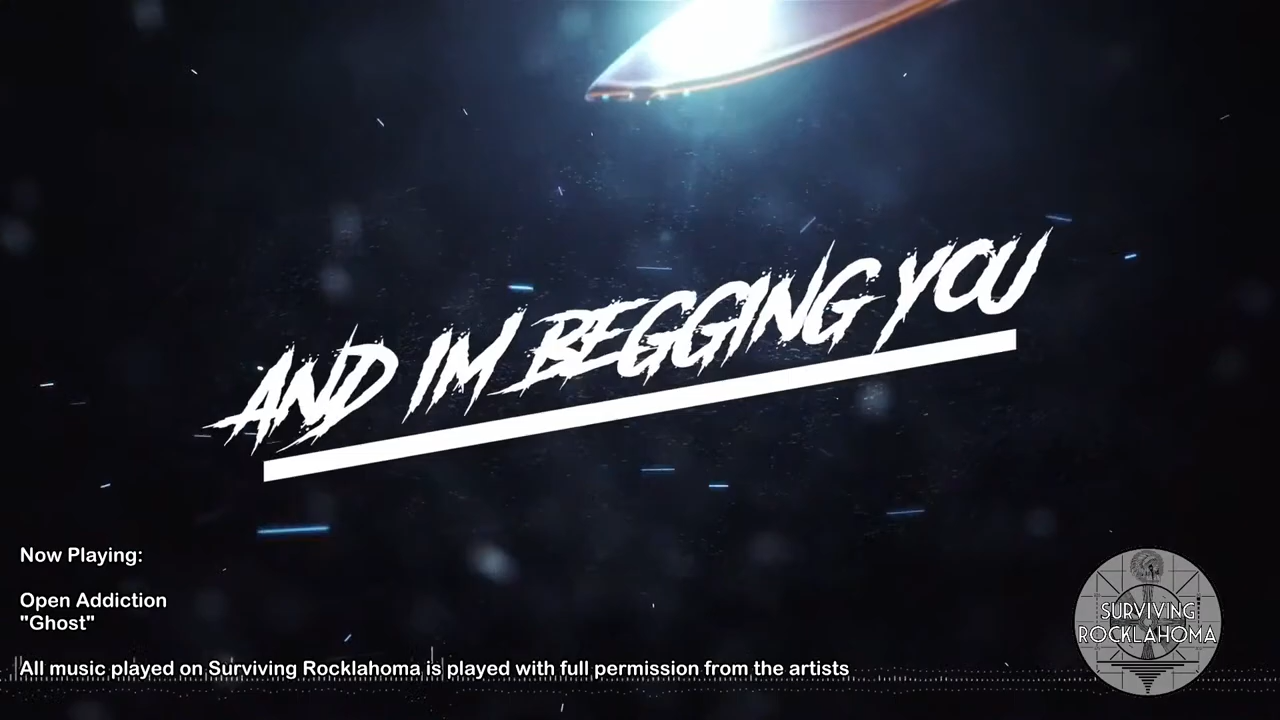 AND IM BEGGING YOU
Now Playing:
Open Addiction
"Ghost"
All music played on Surviving Rocklahoma is played with full permission from the artists
SURVIVING
ROCKLAHOMA